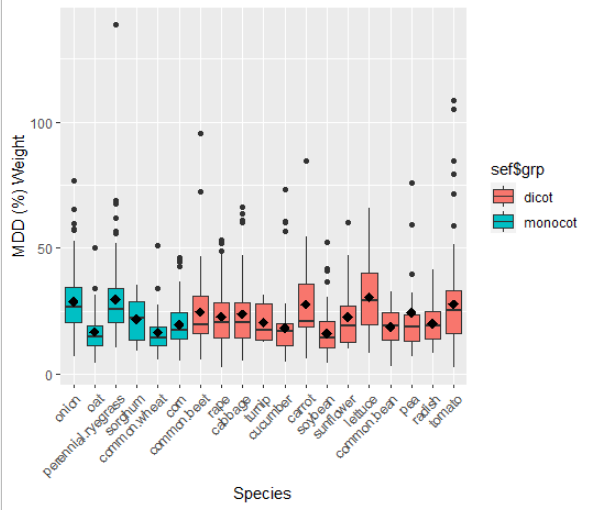 MDD (%) Weight
100
50
0
onion
oat
perennial.ryegrass
sorghum
common.wheat
corn
common.beet
rape
cabbage
turnip
cucumber
carrot
soybean
sunflower
lettuce
common.bean
pea
radish
tomato
Species
sef$grp
dicot
monocot